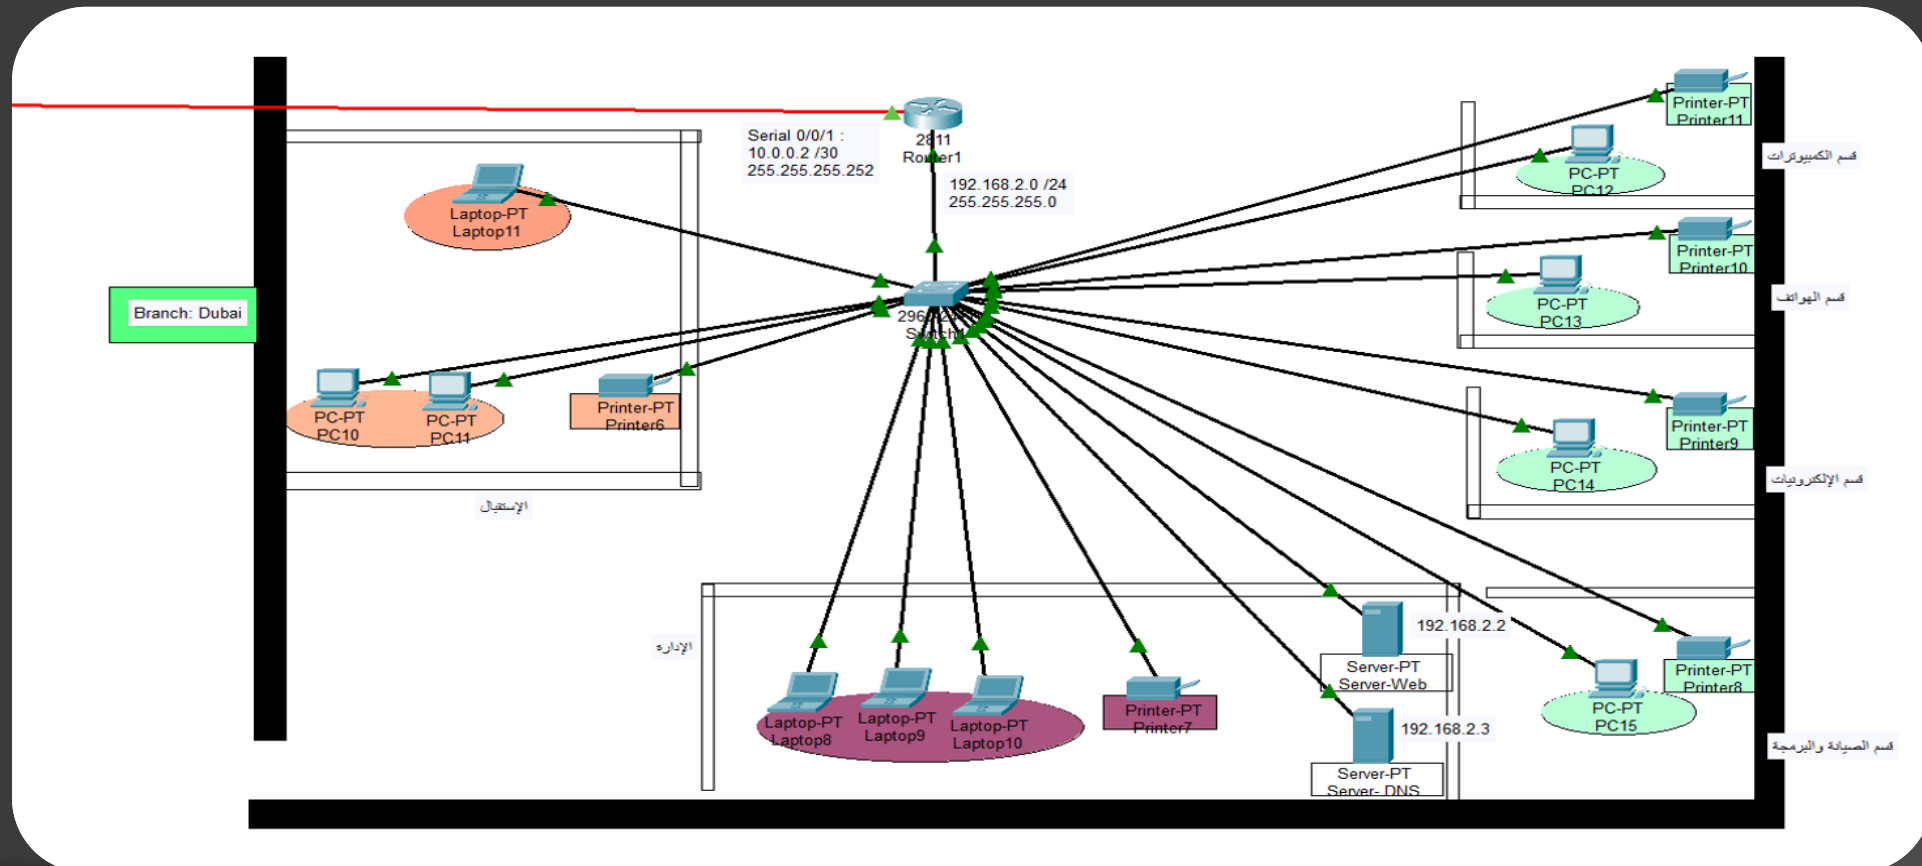 Serial 0/0/1 :
10.0.0.2 /30
255.255.255.252
2811
Router1
192.168.2.0 /24
255.255.255.0
Laptop-PT
Laptop11
Branch: Dubai
PC-PT
PC10
PC-PT
PC11
Printer-PT
Printer6
الإستقبال
Printer-PT
Printer11
PC-PT
PC12
قسم الكمبيوترات
Printer-PT
Printer10
PC-PT
PC13
قسم الهواتف
Printer-PT
Printer9
PC-PT
PC14
قسم الإلكترونيات
الإدارة
Laptop-PT
Laptop8
Laptop-PT
Laptop9
Laptop-PT
Laptop10
Printer-PT
Printer7
192.168.2.2
Server-PT
Server-Web
192.168.2.3
Server-PT
Server- DNS
Printer-PT
Printer8
PC-PT
PC15
قسم الصيانة والبرمجة